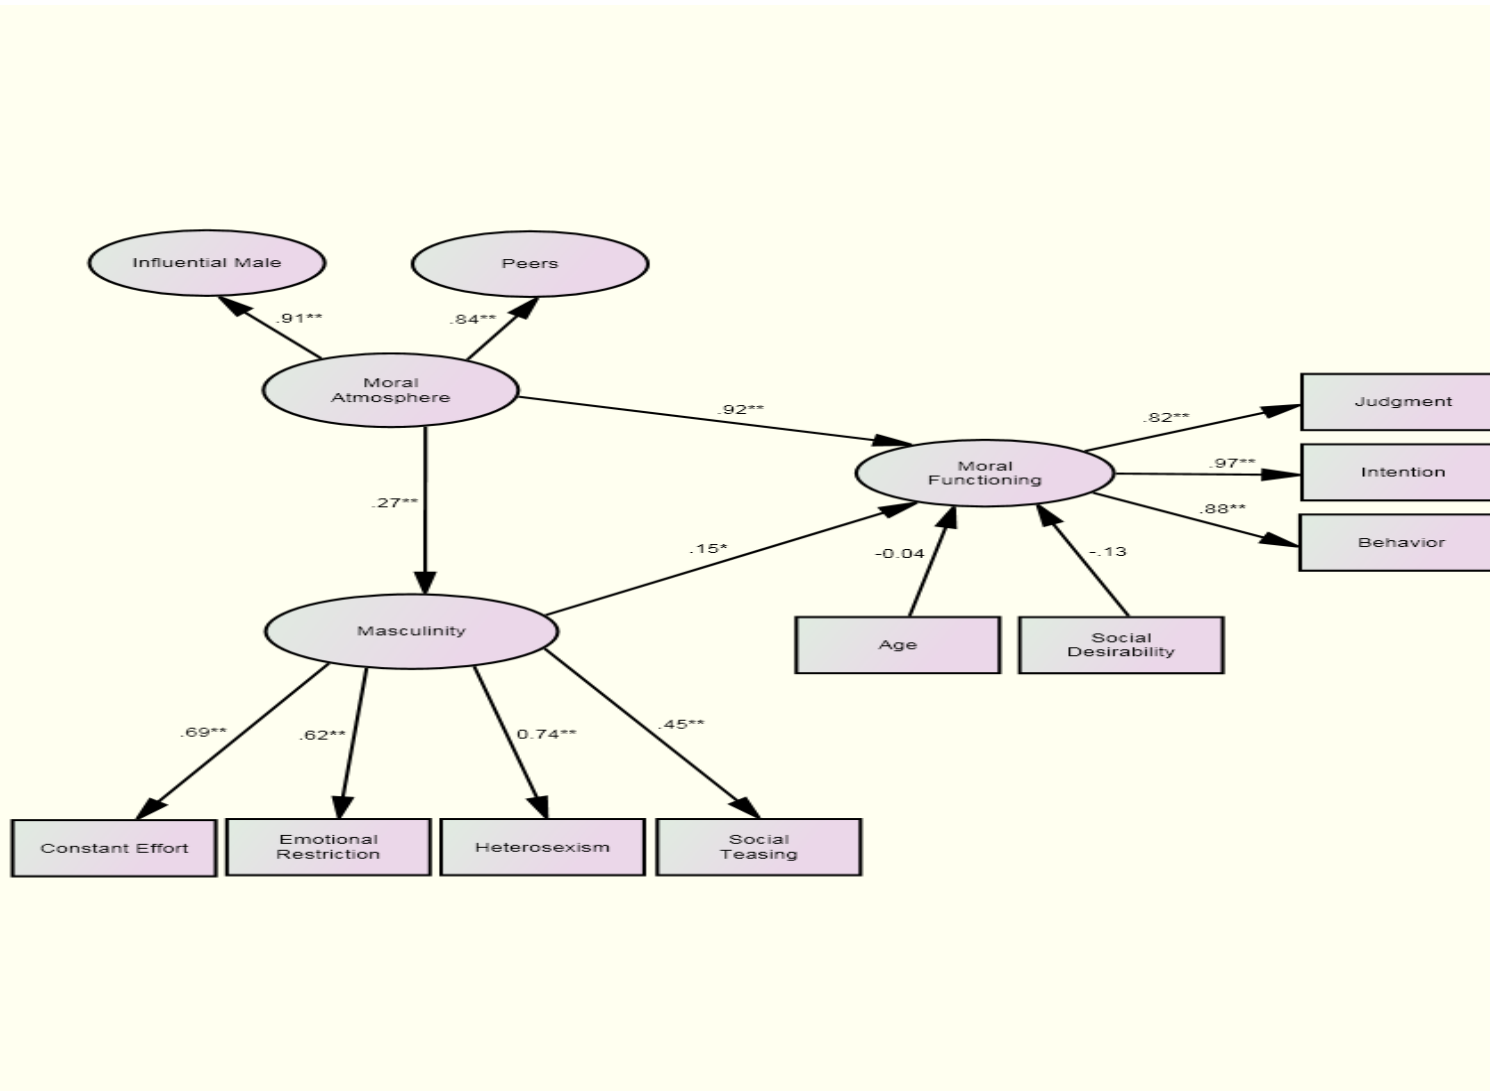 Influential Male
Peers
.91**
.84**
Moral
Atmosphere
.92**
.82**
Judgment
Moral
Functioning
.97**
Intention
.27**
.88**
Behavior
.15*
-0.04
-.13
Masculinity
Age
Social
Desirability
.69**
.62**
0.74**
.45**
Constant Effort
Emotional
Restriction
Heterosexism
Social
Teasing